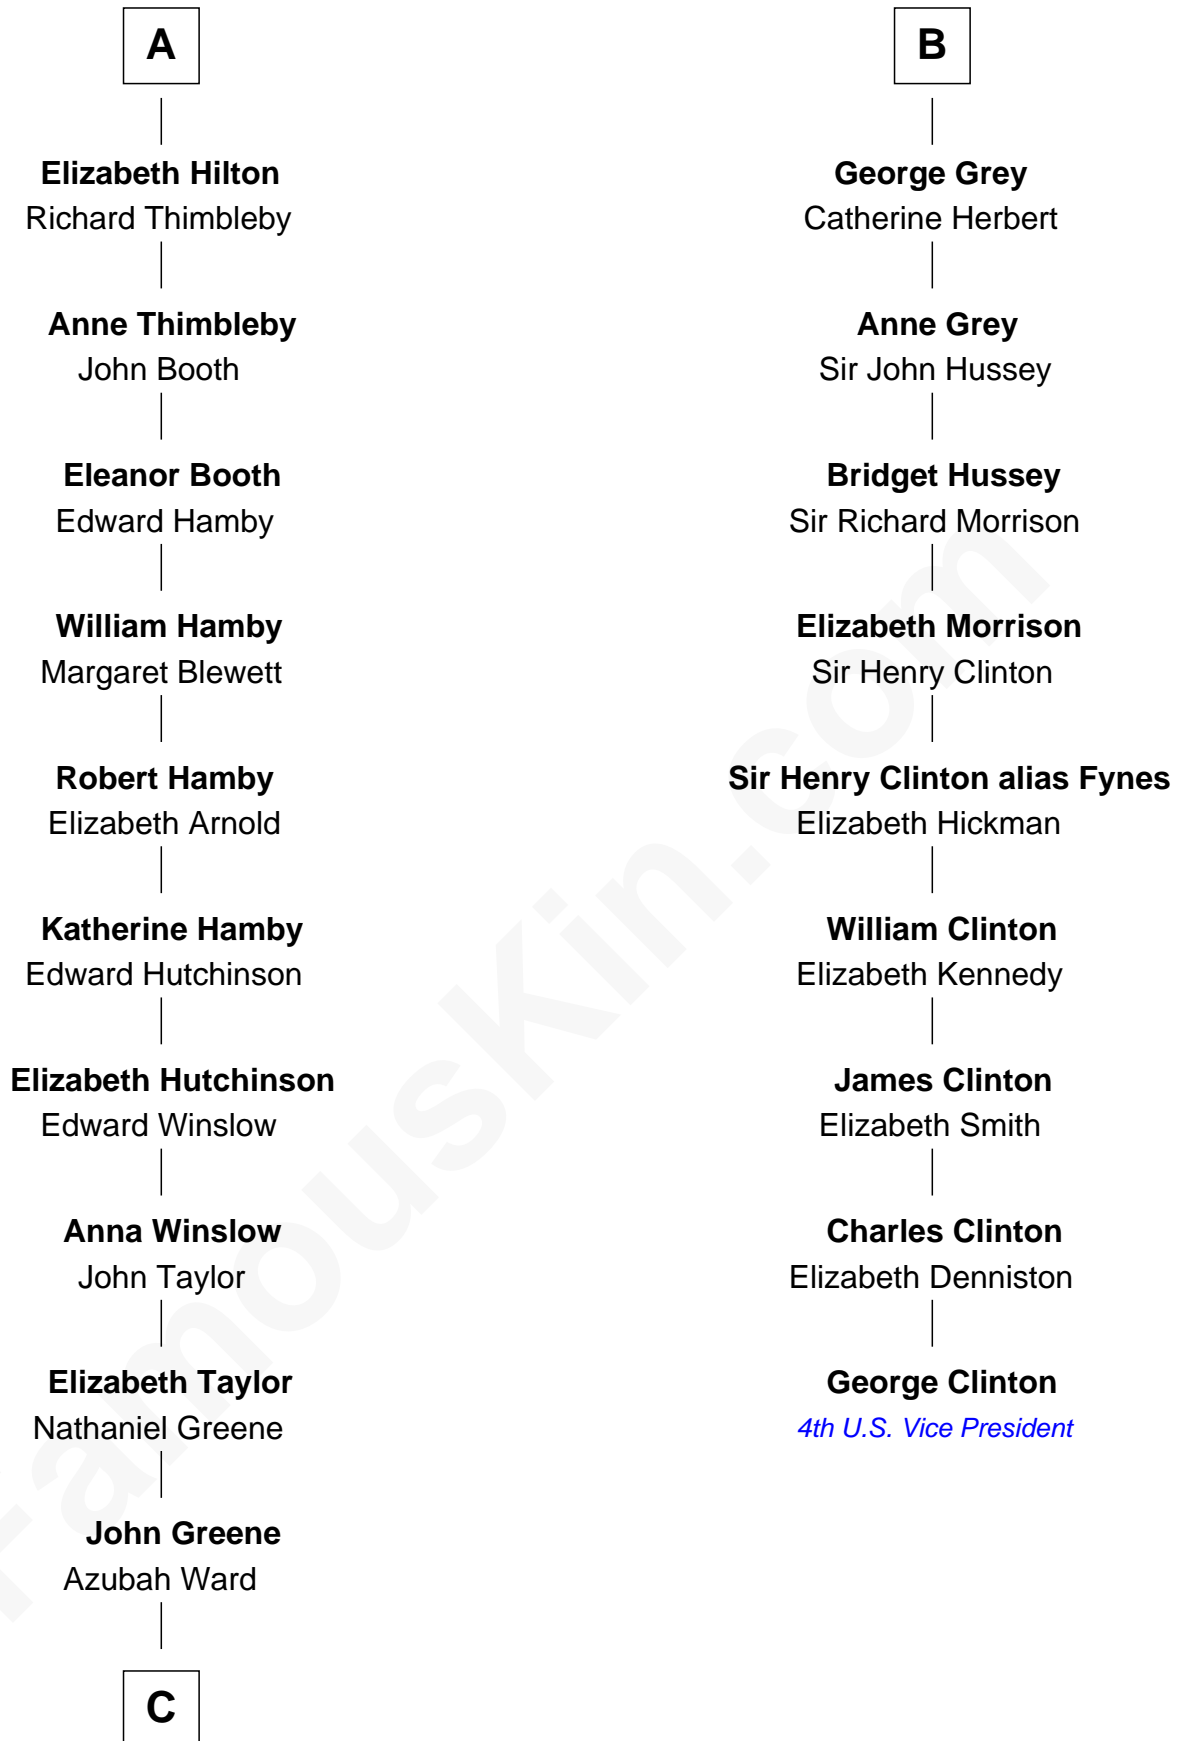 A
Elizabeth Hilton
Richard Thimbleby
Anne Thimbleby
John Booth
Eleanor Booth
Edward Hamby
William Hamby
Margaret Blewett
Robert Hamby
Elizabeth Arnold
Katherine Hamby
Edward Hutchinson
Elizabeth Hutchinson
Edward Winslow
Anna Winslow
John Taylor
Elizabeth Taylor
Nathaniel Greene
John Greene
Azubah Ward
C
B
George Grey
Catherine Herbert
Anne Grey
Sir John Hussey
Bridget Hussey
Sir Richard Morrison
Elizabeth Morrison
Sir Henry Clinton
Sir Henry Clinton alias Fynes
Elizabeth Hickman
William Clinton
Elizabeth Kennedy
James Clinton
Elizabeth Smith
Charles Clinton
Elizabeth Denniston
George Clinton
4th U.S. Vice President
FamousKin.com